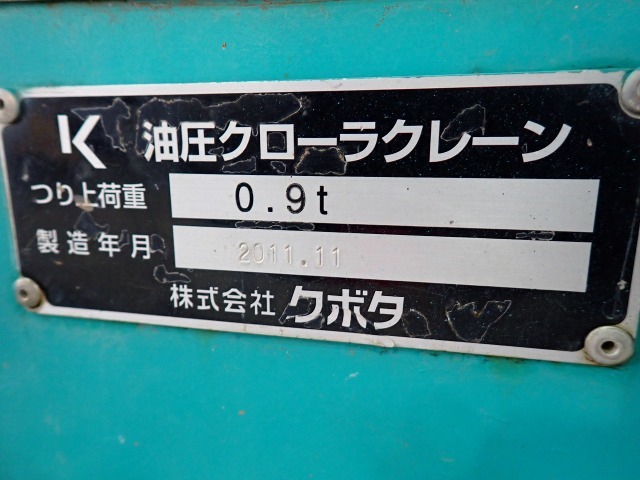 K 油圧クローラクレーン
つり上荷重 0.9t
製造年月 2011.11
株式会社 クボタ